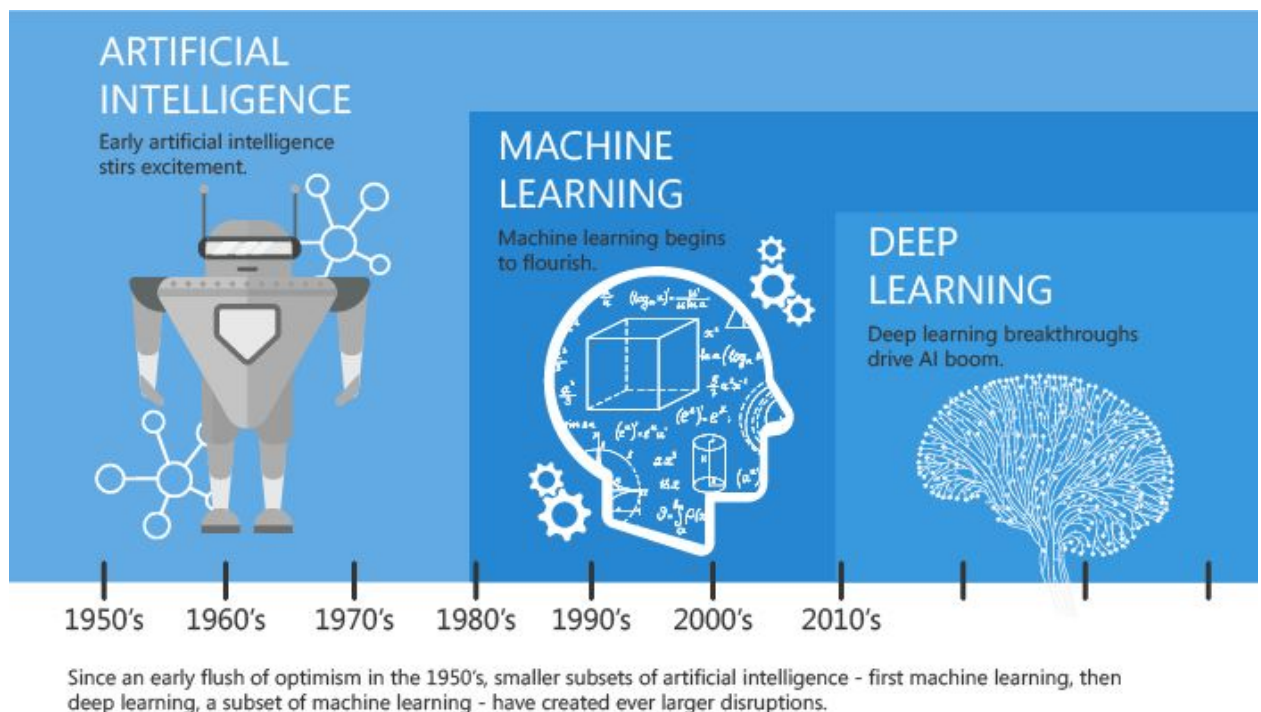 ARTIFICIAL
INTELLIGENCE
Early artificial intelligence
stirs excitement.
MACHINE
LEARNING
Machine learning begins
to flourish.
DEEP
LEARNING
Deep learning breakthroughs
drive AI boom.
1950's 1960's 1970's 1980's 1990's 2000's 2010's
Since an early flush of optimism in the 1950's, smaller subsets of artificial intelligence - first machine learning, then
deep learning, a subset of machine learning - have created ever larger disruptions.